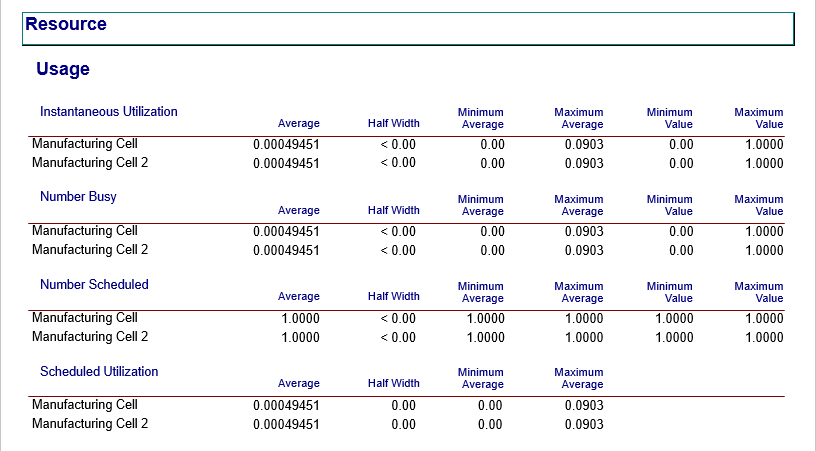 Resource
Usage
Instantaneous Utilization Average Half Width Minimum Average Maximum Average Minimum Value Maximum Value
Manufacturing Cell 0.00049451 < 0.00 0.00 0.0903 0.00 1.0000
Manufacturing Cell 2 0.00049451 < 0.00 0.00 0.0903 0.00 1.0000
Number Busy Average Half Width Minimum Average Maximum Average Minimum Value Maximum Value
Manufacturing Cell 0.00049451 < 0.00 0.00 0.0903 0.00 1.0000
Manufacturing Cell 2 0.00049451 < 0.00 0.00 0.0903 0.00 1.0000
Number Scheduled Average Half Width Minimum Average Maximum Average Minimum Value Maximum Value
Manufacturing Cell 1.0000 < 0.00 1.0000 1.0000 1.0000 1.0000
Manufacturing Cell 2 1.0000 < 0.00 1.0000 1.0000 1.0000 1.0000
Scheduled Utilization Average Half Width Minimum Average Maximum Average
Manufacturing Cell 0.00049451 0.00 0.00 0.0903
Manufacturing Cell 2 0.00049451 0.00 0.00 0.0903